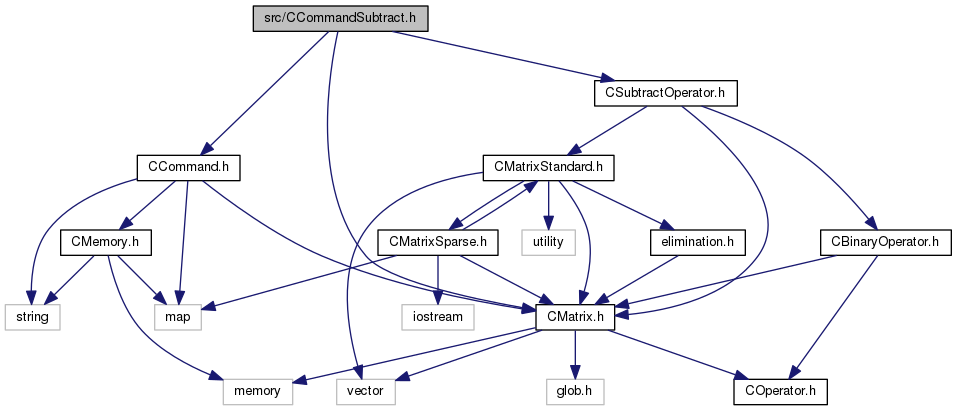 src/CCommandSubtract.h
CSubtractOperator.h
CCommand.h
CMatrixStandard.h
CMemory.h
CMatrixSparse.h
utility
elimination.h
CBinaryOperator.h
string
map
iostream
CMatrix.h
memory
vector
glob.h
COperator.h